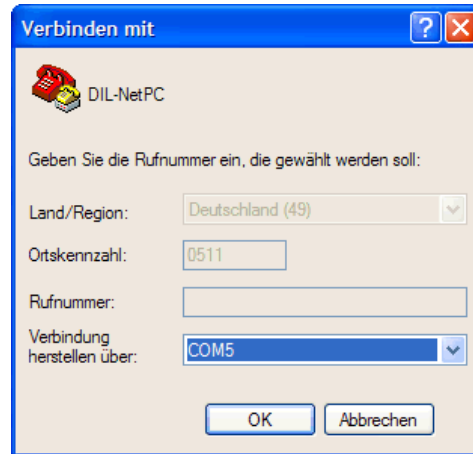 Verbinden mit
DIL-NetPC
Geben Sie die Rufnummer ein, die gewählt werden soll:
Land/Region: Deutschland (49)
Ortskennzahl: 0511
Rufnummer:
Verbindung
herstellen über: COM5
OK Abbrechen